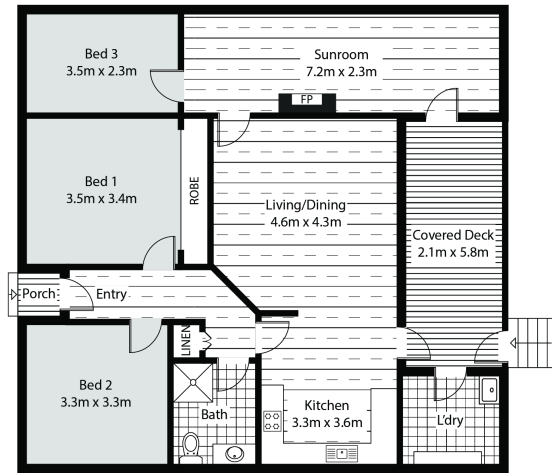 Bed 3
3.5m x 2.3m
Sunroom
7.2m x 2.3m
FP
Bed 1
3.5m x 3.4m
ROBE
Living/Dining
4.6m x 4.3m
Covered Deck
2.1m x 5.8m
Porch
Entry
LINEN
Bed 2
3.3m x 3.3m
Bath
Kitchen
3.3m x 3.6m
L'dry